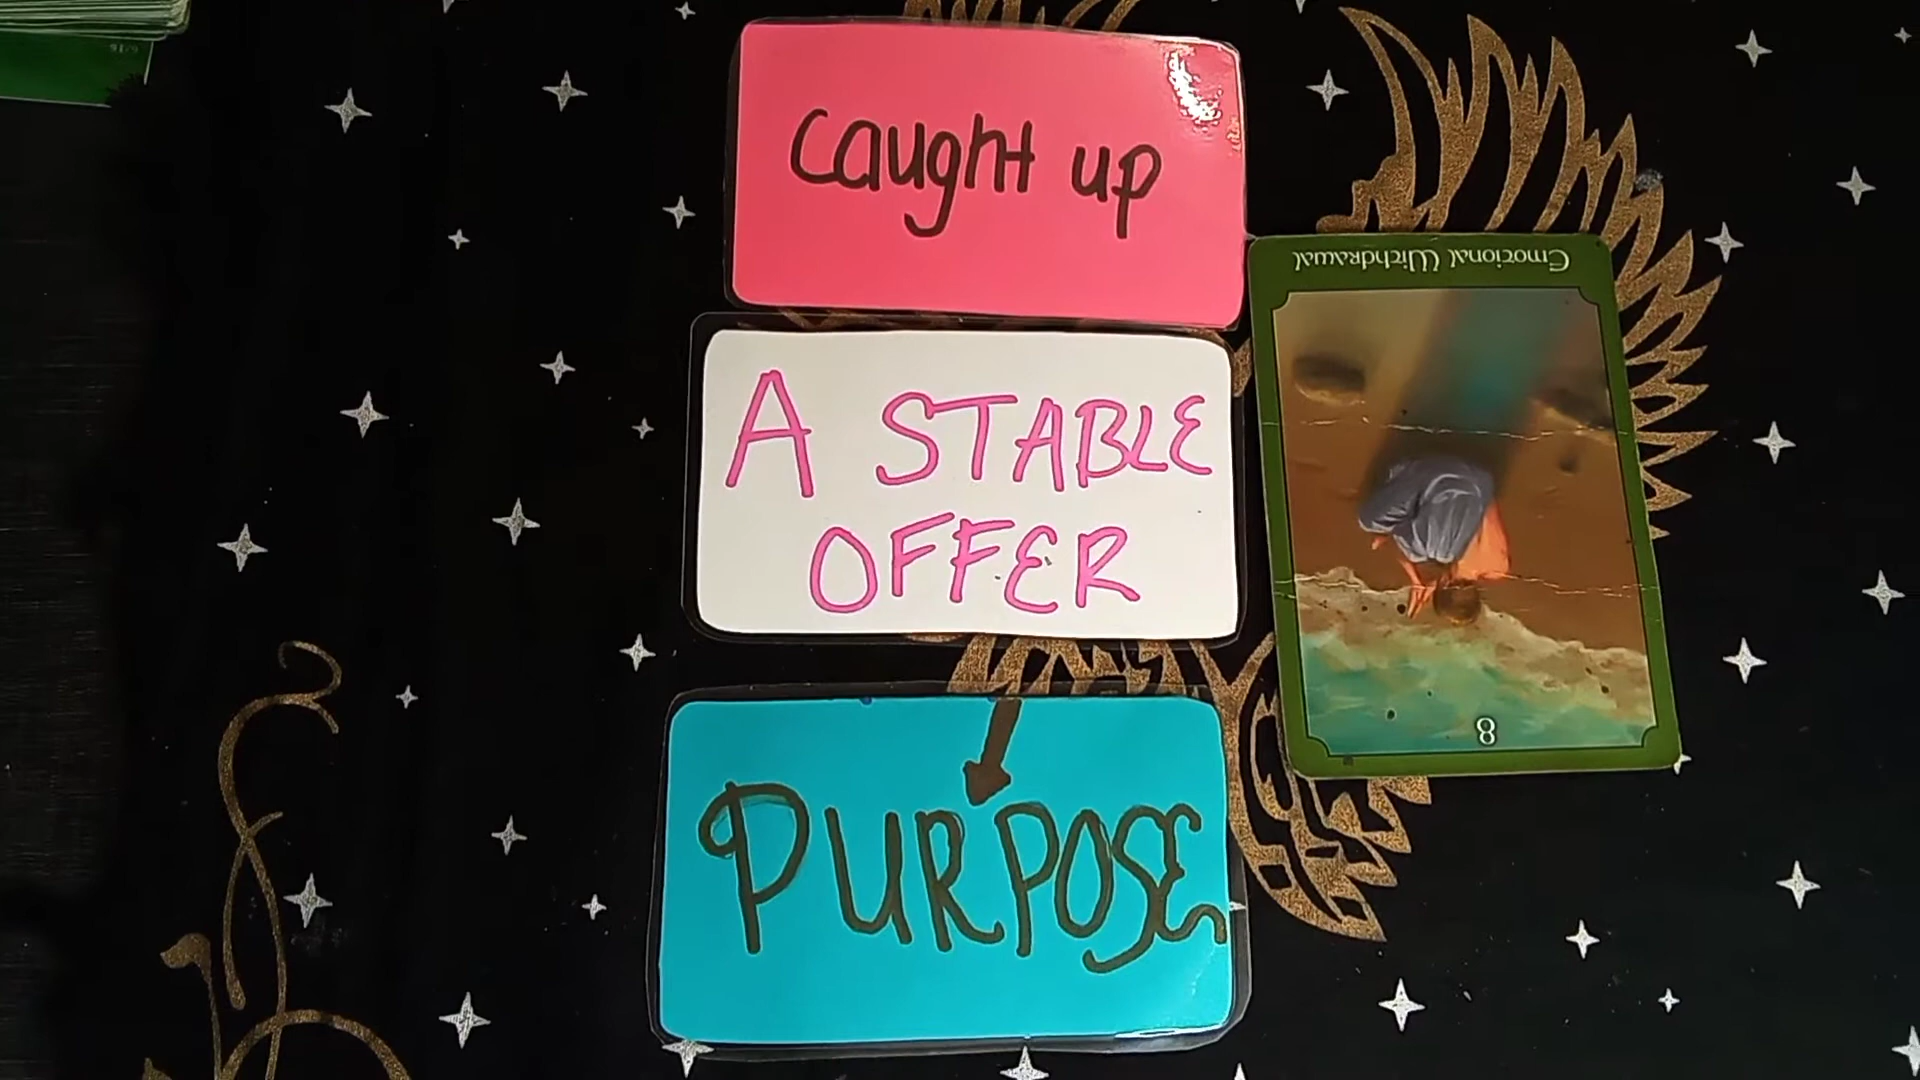 Caught up
A STABLE
OFFER
PURPOSE
Emotional Withdrawal
8